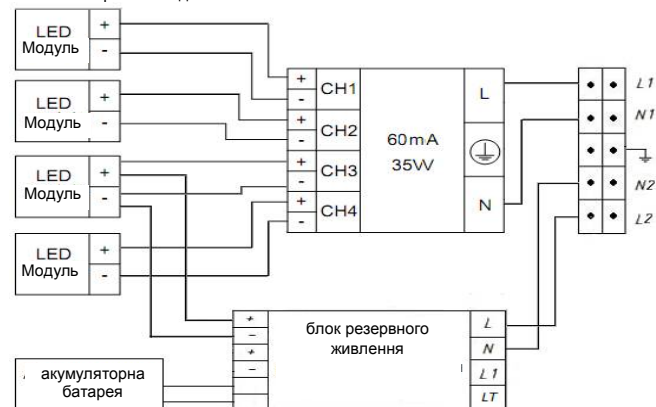 LED +
Модуль -
LED +
Модуль -
LED +
Модуль -
LED +
Модуль -
+ CH1
-
+ CH2
-
+ CH3
-
+ CH4
-
60mA
35W
L
N
L1
N1
N2
L2
+
-
+
-
блок резервного
живлення
L
N
L1
LT
акумуляторна
батарея